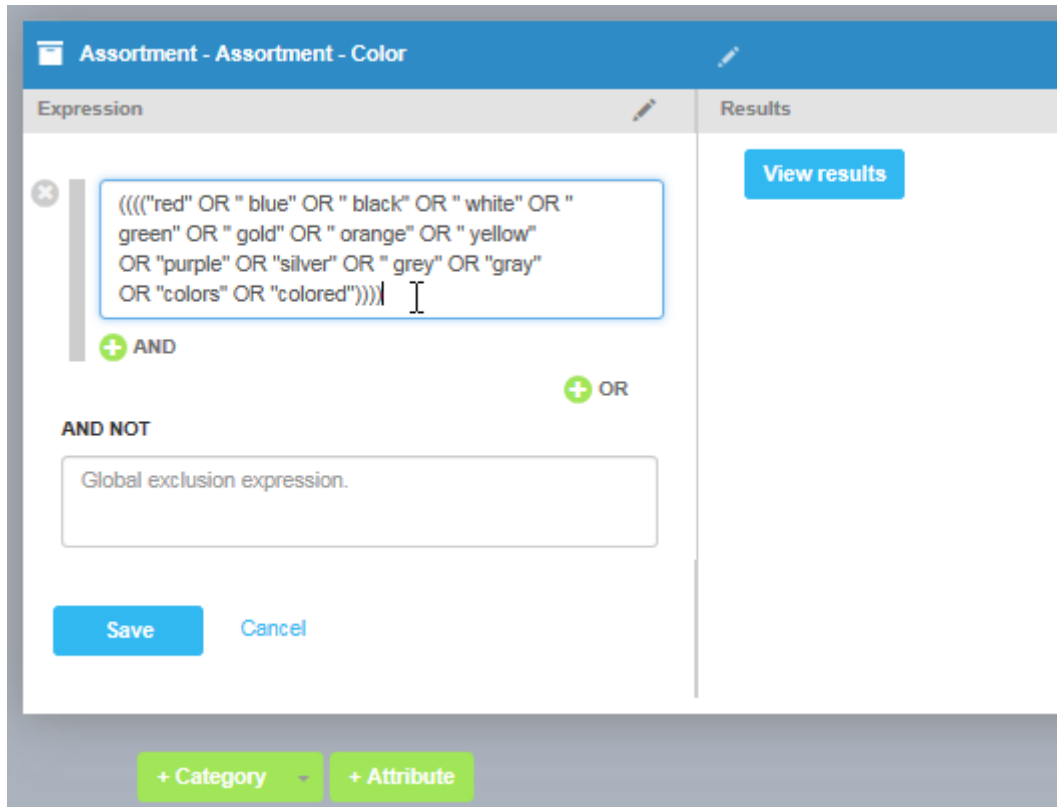 Assortment - Assortment - Color
Expression
Results
View results
(((("red" OR " blue" OR " black" OR " white" OR "
green" OR " gold" OR " orange" OR " yellow"
OR "purple" OR "silver" OR " grey" OR "gray"
OR "colors" OR "colored"))))
AND
OR
AND NOT
Global exclusion expression.
Save Cancel
+ Category + Attribute